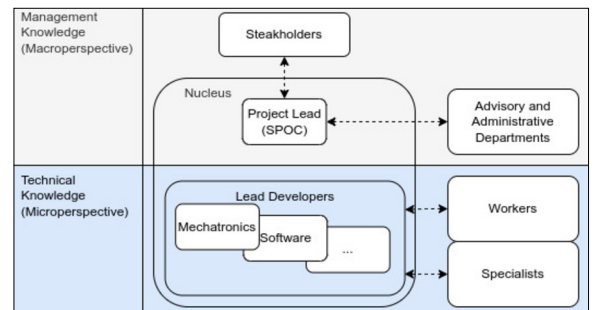 Management
Knowledge
(Macroperspective)
Steakholders
Nucleus
Project Lead
(SPOC)
Advisory and
Administrative
Departments
Technical
Knowledge
(Microperspective)
Lead Developers
Mechatronics
Software
...
Workers
Specialists